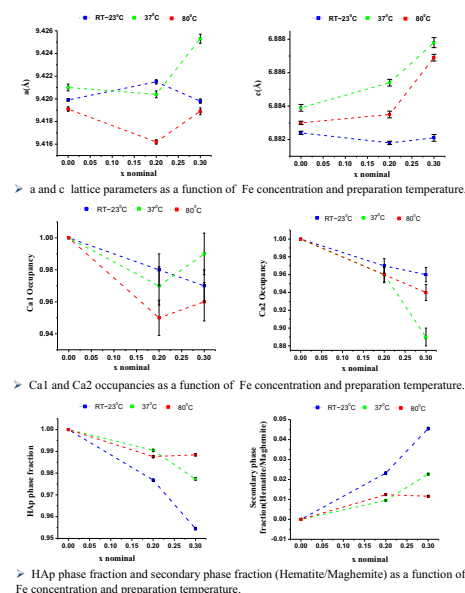 RT−23°C 37°C 80°C
9.426
9.424
9.422
9.420
9.418
9.416
a(Å)
0.00 0.05 0.10 0.15 0.20 0.25 0.30
x nominal
RT−23°C 37°C 80°C
6.888
6.886
6.884
6.882
c(Å)
0.00 0.05 0.10 0.15 0.20 0.25 0.30
x nominal
➢ a and c lattice parameters as a function of Fe concentration and preparation temperature.
RT−23°C 37°C 80°C
1.00
0.98
0.96
0.94
Ca1 Occupancy
0.00 0.05 0.10 0.15 0.20 0.25 0.30
x nominal
RT−23°C 37°C 80°C
1.00
0.98
0.96
0.94
0.92
0.90
0.88
Ca2 Occupancy
0.00 0.05 0.10 0.15 0.20 0.25 0.30
x nominal
➢ Ca1 and Ca2 occupancies as a function of Fe concentration and preparation temperature.
RT−23°C 37°C 80°C
1.00
0.99
0.98
0.97
0.96
0.95
HAp phase fraction
0.00 0.05 0.10 0.15 0.20 0.25 0.30
x nominal
RT−23°C 37°C 80°C
0.05
0.04
0.03
0.02
0.01
0.00
-0.01
Secondary phase
fraction(Hematite/Maghemite)
0.00 0.05 0.10 0.15 0.20 0.25 0.30
x nominal
➢ HAp phase fraction and secondary phase fraction (Hematite/Maghemite) as a function of
Fe concentration and preparation temperature.